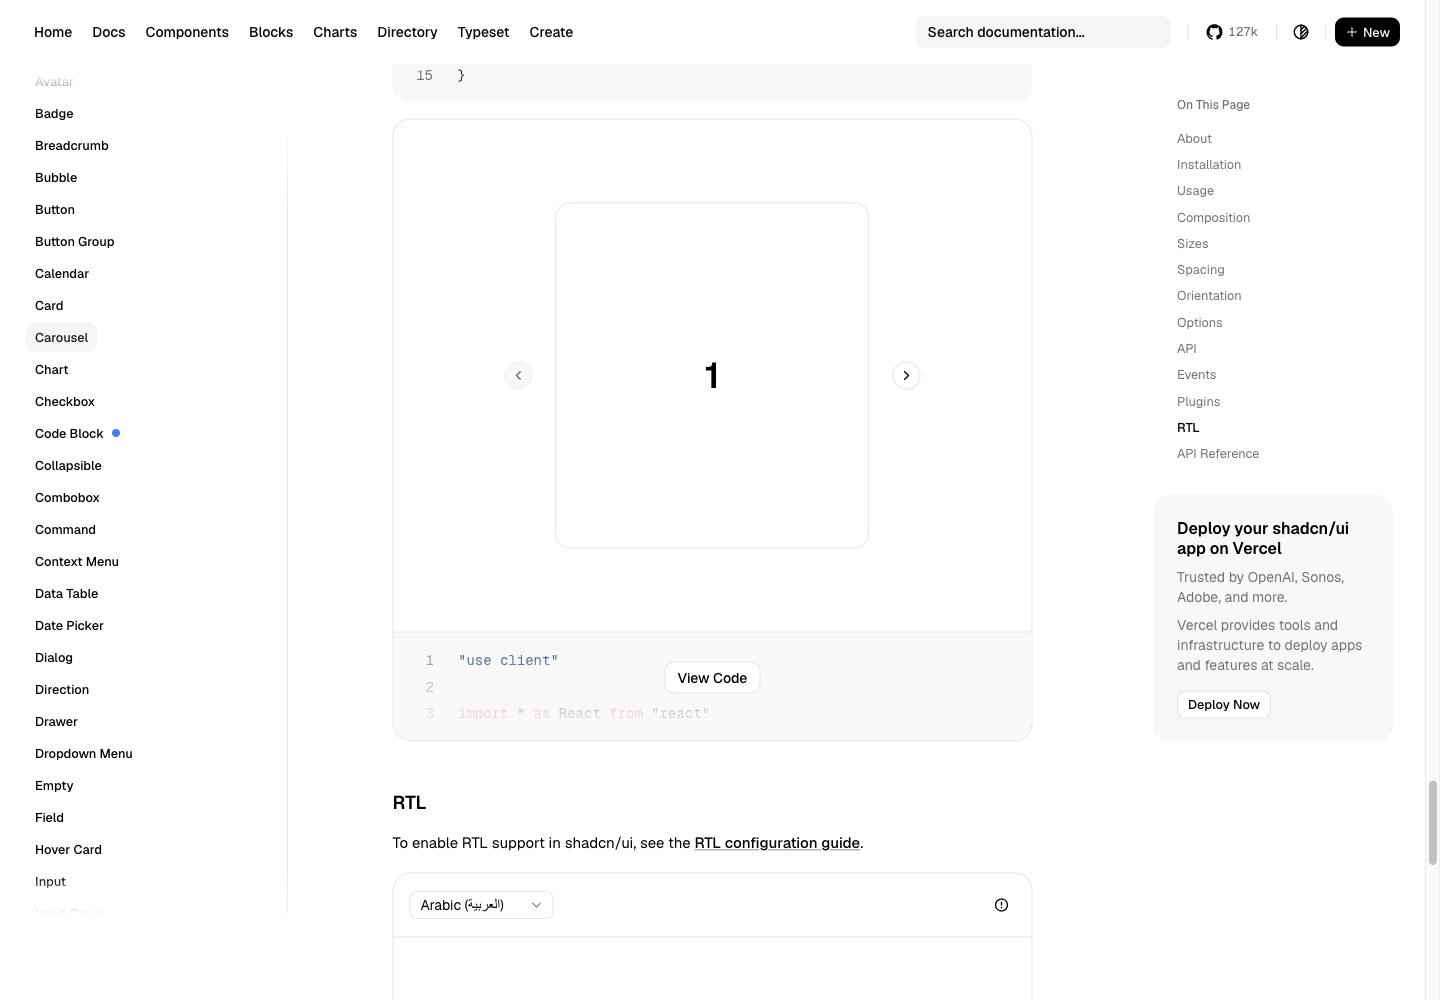 Home Docs Components Blocks Charts Directory Typeset Create
Search documentation...
127k
New
Avatar
Badge
Breadcrumb
Bubble
Button
Button Group
Calendar
Card
Carousel
Chart
Checkbox
Code Block
Collapsible
Combobox
Command
Context Menu
Data Table
Date Picker
Dialog
Direction
Drawer
Dropdown Menu
Empty
Field
Hover Card
Input
15 }
1
1 "use client"
2
3 import * as React from "react"
View Code
RTL
To enable RTL support in shadcn/ui, see the RTL configuration guide.
Arabic (العربية)
On This Page
About
Installation
Usage
Composition
Sizes
Spacing
Orientation
Options
API
Events
Plugins
RTL
API Reference
Deploy your shadcn/ui
app on Vercel
Trusted by OpenAI, Sonos,
Adobe, and more.
Vercel provides tools and
infrastructure to deploy apps
and features at scale.
Deploy Now